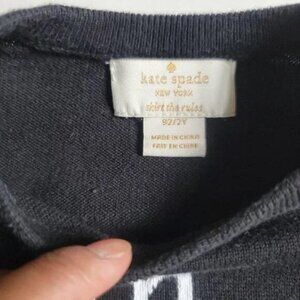 kate spade
NEW YORK
skirt the rules
92/2Y
MADE IN CHINA
FAIT EN CHINE